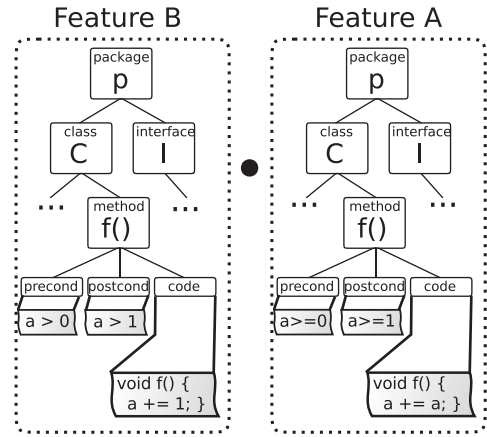 Feature B
Feature A
package
p
class
C
interface
I
...
...
method
f()
precond
postcond
code
a > 0
a > 1
void f() {
a += 1; }
package
p
class
C
interface
I
...
...
method
f()
precond
postcond
code
a>=0
a>=1
void f() {
a += a; }